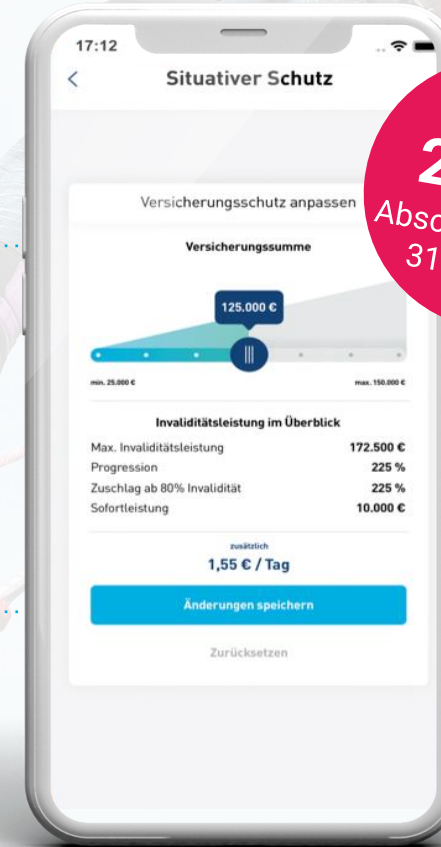 17:12
Situativer Schutz
Versicherungsschutz anpassen
Versicherungssumme
125.000 €
min. 25.000 €
max. 150.000 €
Invaliditätsleistung im Überblick
Max. Invaliditätsleistung 172.500 €
Progression 225 %
Zuschlag ab 80% Invalidität 225 %
Sofortleistung 10.000 €
zusätzlich
1,55 € / Tag
Änderungen speichern
Zurücksetzen
31